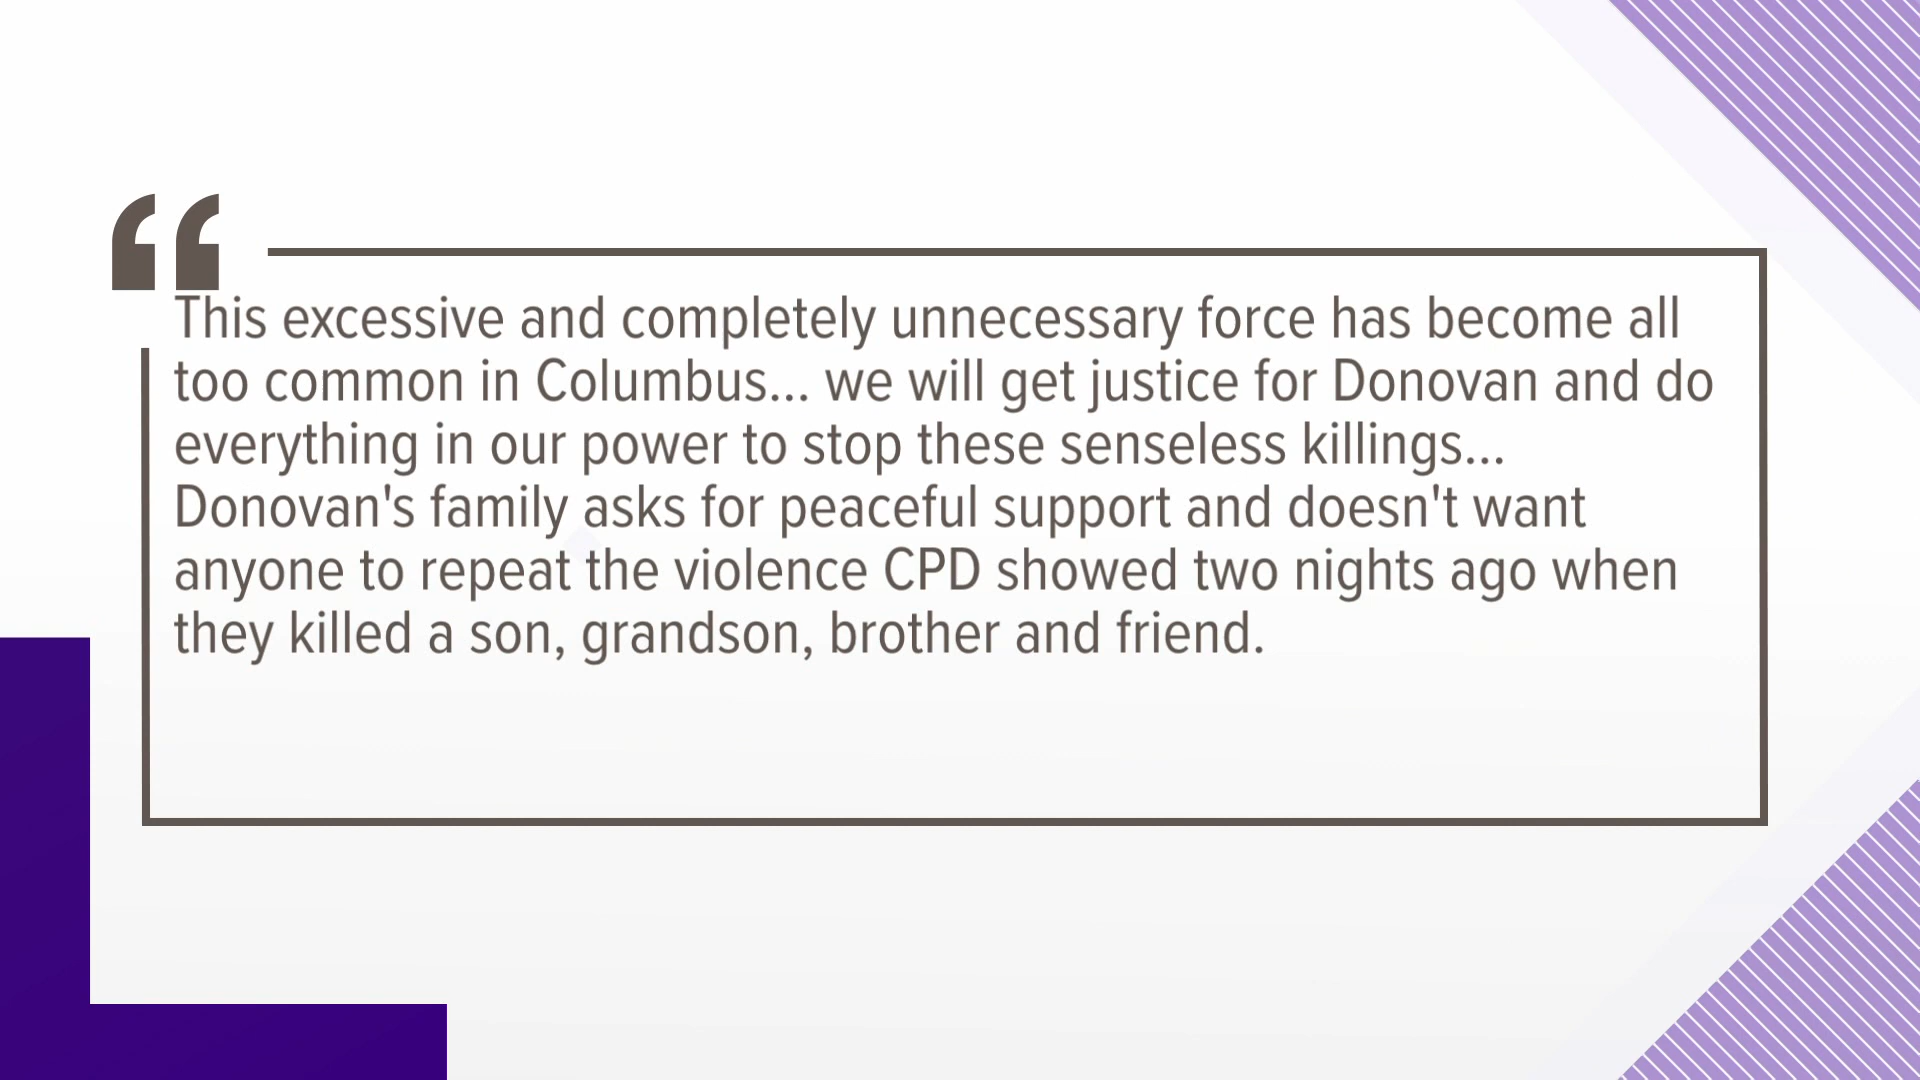 “
This excessive and completely unnecessary force has become all
too common in Columbus... we will get justice for Donovan and do
everything in our power to stop these senseless killings...
Donovan's family asks for peaceful support and doesn't want
anyone to repeat the violence CPD showed two nights ago when
they killed a son, grandson, brother and friend.